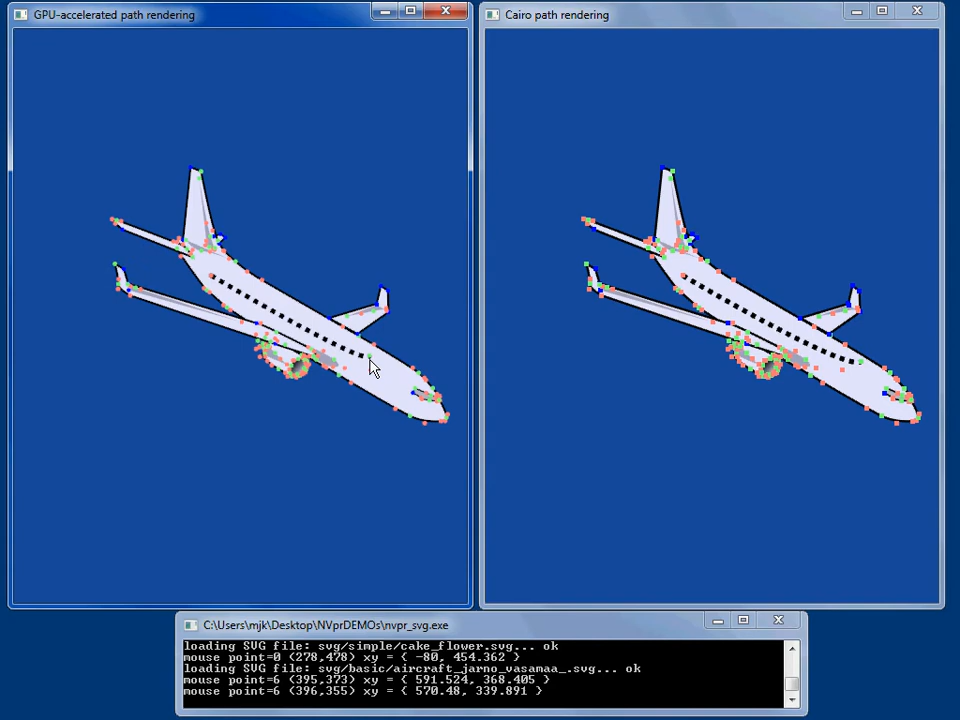 GPU-accelerated path rendering
Cairo path rendering
C:\Users\mjk\Desktop\NVprDEMOs\nvpr_svg.exe
loading SVG file: svg/simple/cake_flower.svg... ok
mouse point=0 (278,478) xy = { -80, 454.362 }
loading SVG file: svg/basic/aircraft_jarno_vasamaa_.svg... ok
mouse point=6 (395,373) xy = { 591.524, 368.405 }
mouse point=6 (396,355) xy = { 570.48, 339.891 }